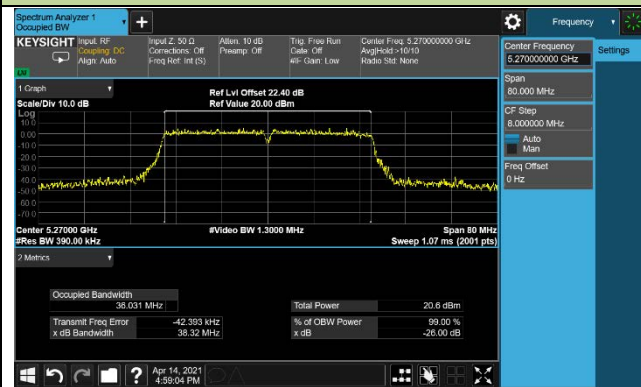 Spectrum Analyzer 1
Occupied BW
Frequency
KEYSIGHT
Input: RF
Coupling: DC
Align: Auto
Input Z: 50 Ω
Corrections: Off
Freq Ref: Int (S)
Atten: 10 dB
Preamp: Off
Trig: Free Run
Gate: Off
#IF Gain: Low
Center Freq: 5.270000000 GHz
Avg|Hold:>10/10
Radio Std: None
Center Frequency
5.270000000 GHz
Settings
Span
80.000 MHz
CF Step
8.000000 MHz
Auto
Man
Freq Offset
0 Hz
1 Graph
Scale/Div 10.0 dB
Ref Lvl Offset 22.40 dB
Ref Value 20.00 dBm
Log
10.0
0.00
-10.0
-20.0
-30.0
-40.0
-50.0
-60.0
-70.0
Center 5.27000 GHz
#Video BW 1.3000 MHz
Span 80 MHz
#Res BW 390.00 kHz
Sweep 1.07 ms (2001 pts)
2 Metrics
Occupied Bandwidth
36.031 MHz
Total Power
20.6 dBm
Transmit Freq Error
-42.393 kHz
% of OBW Power
99.00 %
x dB Bandwidth
38.32 MHz
x dB
-26.00 dB
Apr 14, 2021
4:59:04 PM